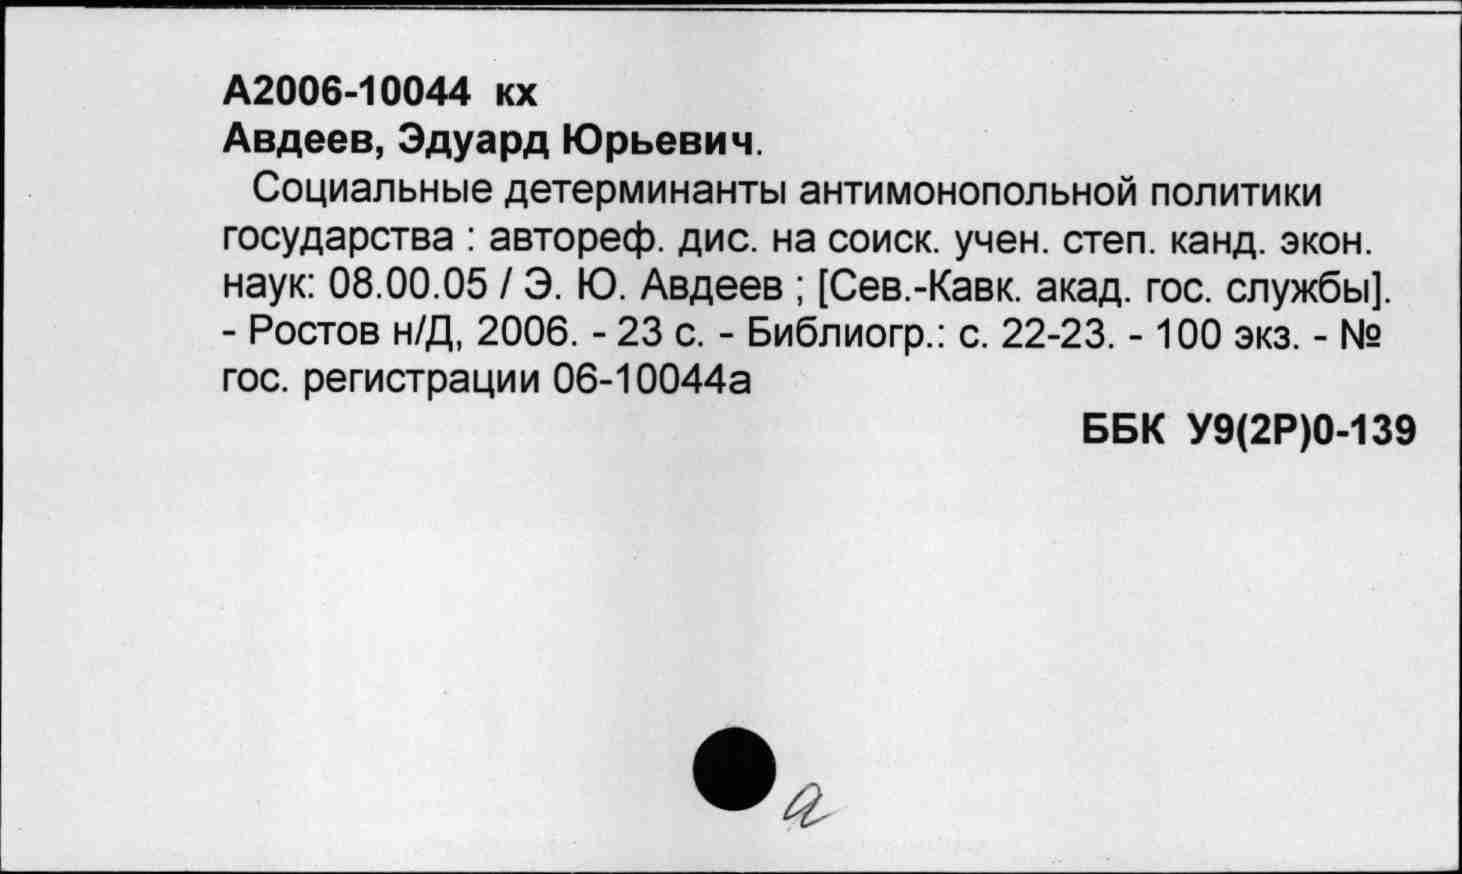 А2006-10044 кх
Авдеев, Эдуард Юрьевич.
Социальные детерминанты антимонопольной политики
государства : автореф. дис. на соиск. учен. степ. канд. экон.
наук: 08.00.05 / Э. Ю. Авдеев ; [Сев.-Кавк. акад. гос. службы].
- Ростов н/Д, 2006. - 23 с. - Библиогр.: с. 22-23. - 100 экз. - №
гос. регистрации 06-10044а
ББК У9(2Р)0-139
а